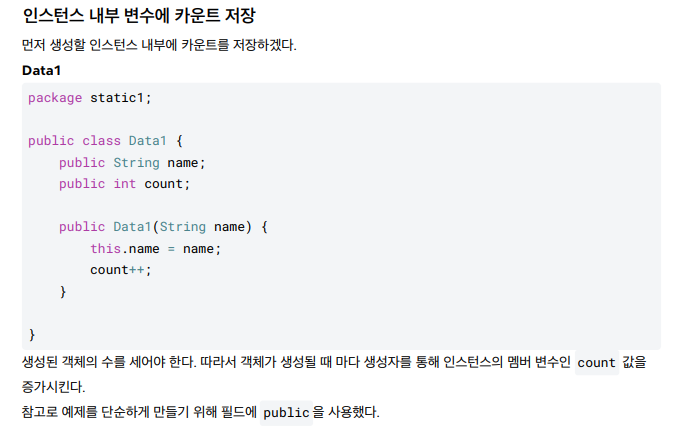 인스턴스 내부 변수에 카운트 저장
먼저 생성할 인스턴스 내부에 카운트를 저장하겠다.
Data1
package static1;
public class Data1 {
    public String name;
    public int count;
    public Data1(String name) {
        this.name = name;
        count++;
    }
}
생성된 객체의 수를 세어야 한다. 따라서 객체가 생성될 때 마다 생성자를 통해 인스턴스의 멤버 변수인 count 값을
증가시킨다.
참고로 예제를 단순하게 만들기 위해 필드에 public 을 사용했다.